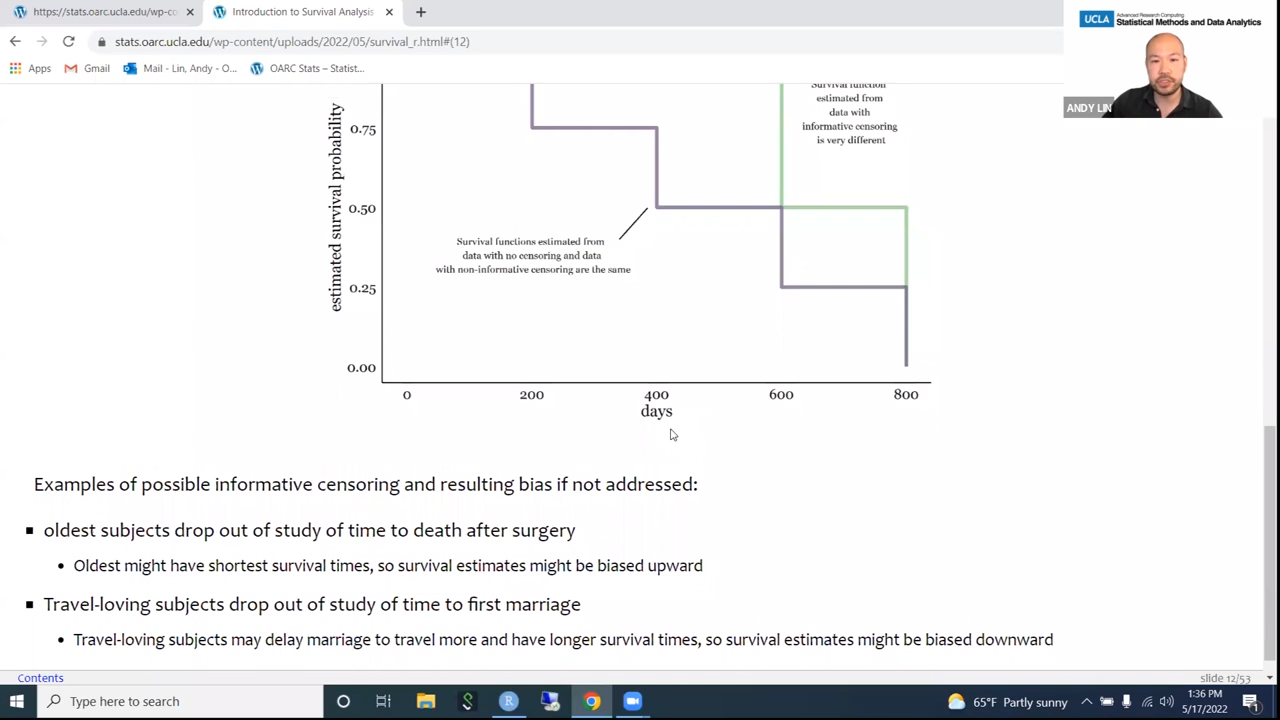 https://stats.oarc.ucla.edu/wp-co
Introduction to Survival Analysis
stats.oarc.ucla.edu/wp-content/uploads/2022/05/survival_r.html#(12)
Apps
Gmail
Mail - Lin, Andy - O...
OARC Stats – Statist...
UCLA
Advanced Research Computing
Statistical Methods and Data Analytics
ANDY LIN
Survival function
estimated from
data with
informative censoring
is very different
estimated survival probability
0.75
0.50
0.25
0.00
Survival functions estimated from
data with no censoring and data
with non-informative censoring are the same
0 200 400 600 800
days
Examples of possible informative censoring and resulting bias if not addressed:
oldest subjects drop out of study of time to death after surgery
Oldest might have shortest survival times, so survival estimates might be biased upward
Travel-loving subjects drop out of study of time to first marriage
Travel-loving subjects may delay marriage to travel more and have longer survival times, so survival estimates might be biased downward
Contents
slide 12/53
Type here to search
65°F Partly sunny
1:36 PM
5/17/2022